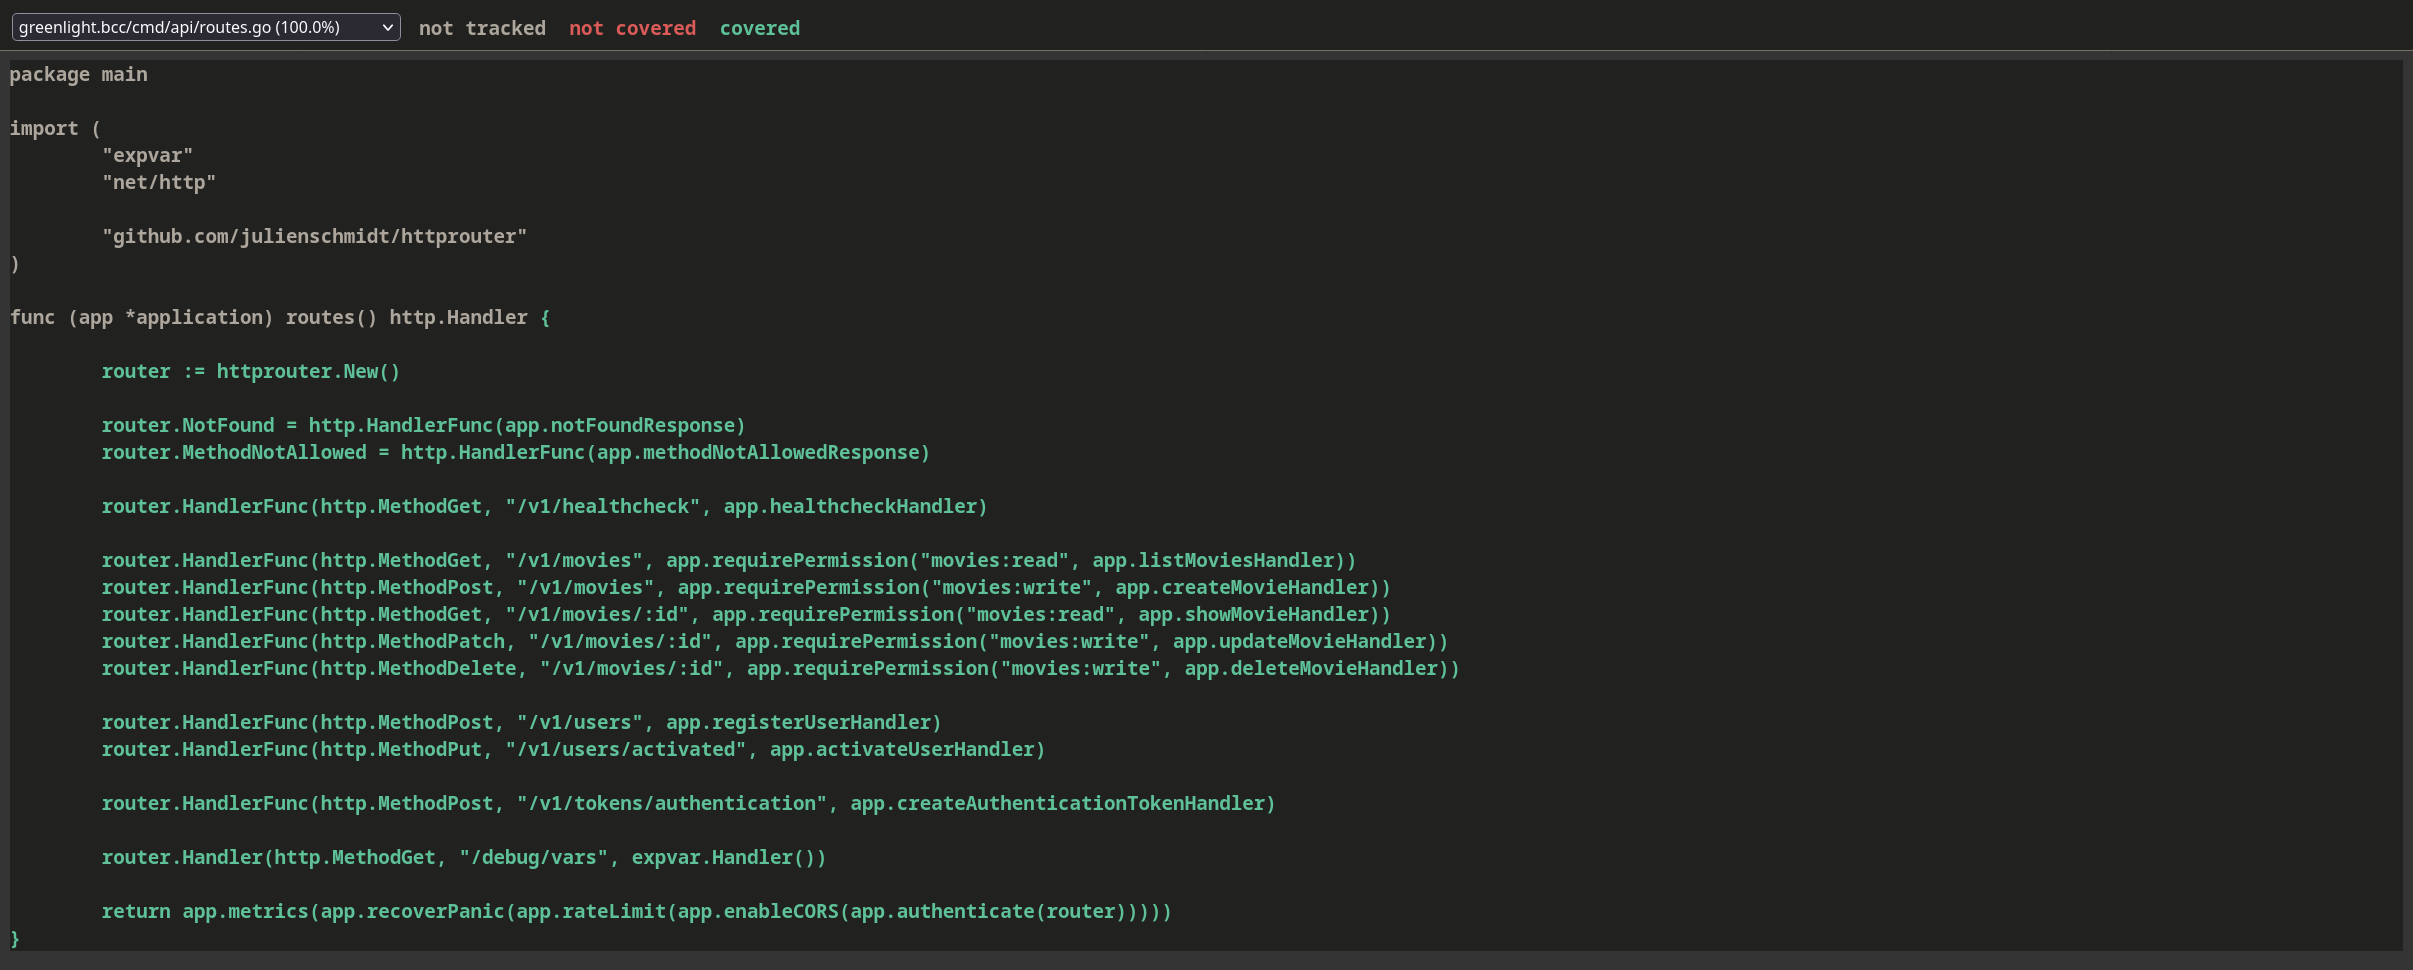 greenlight.bcc/cmd/api/routes.go (100.0%) not tracked not covered covered
package main
import (
"expvar"
"net/http"
"github.com/julienschmidt/httprouter"
)
func (app *application) routes() http.Handler {
router := httprouter.New()
router.NotFound = http.HandlerFunc(app.notFoundResponse)
router.MethodNotAllowed = http.HandlerFunc(app.methodNotAllowedResponse)
router.HandlerFunc(http.MethodGet, "/v1/healthcheck", app.healthcheckHandler)
router.HandlerFunc(http.MethodGet, "/v1/movies", app.requirePermission("movies:read", app.listMoviesHandler))
router.HandlerFunc(http.MethodPost, "/v1/movies", app.requirePermission("movies:write", app.createMovieHandler))
router.HandlerFunc(http.MethodGet, "/v1/movies/:id", app.requirePermission("movies:read", app.showMovieHandler))
router.HandlerFunc(http.MethodPatch, "/v1/movies/:id", app.requirePermission("movies:write", app.updateMovieHandler))
router.HandlerFunc(http.MethodDelete, "/v1/movies/:id", app.requirePermission("movies:write", app.deleteMovieHandler))
router.HandlerFunc(http.MethodPost, "/v1/users", app.registerUserHandler)
router.HandlerFunc(http.MethodPut, "/v1/users/activated", app.activateUserHandler)
router.HandlerFunc(http.MethodPost, "/v1/tokens/authentication", app.createAuthenticationTokenHandler)
router.Handler(http.MethodGet, "/debug/vars", expvar.Handler())
return app.metrics(app.recoverPanic(app.rateLimit(app.enableCORS(app.authenticate(router)))))
}